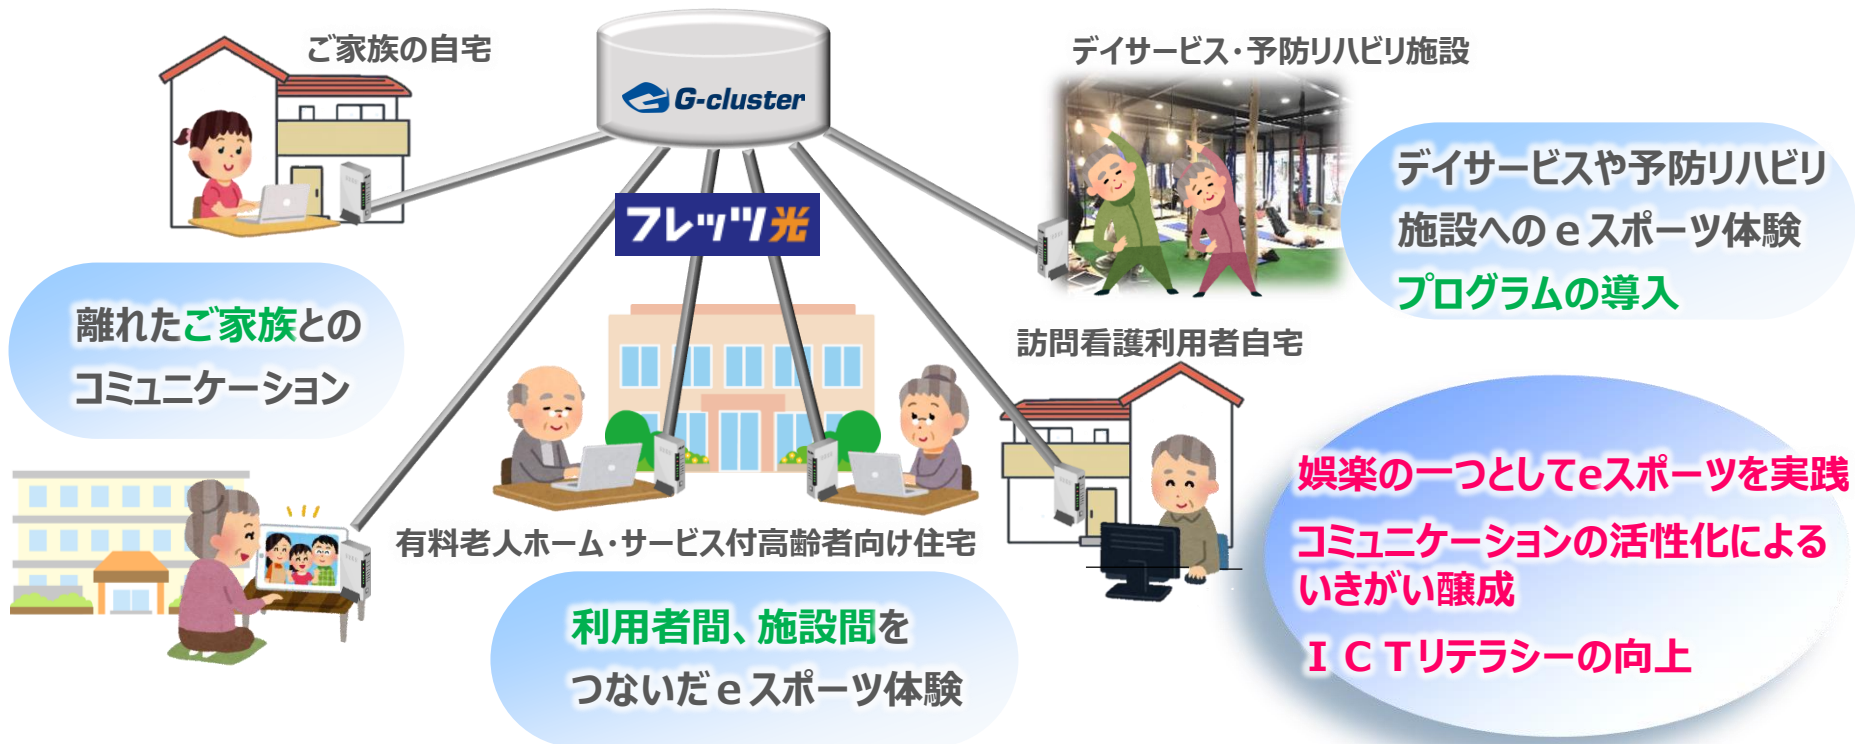 ご家族の自宅
G-cluster
デイサービス・予防リハビリ施設
フレッツ光
デイサービスや予防リハビリ
施設へのｅスポーツ体験
プログラムの導入
離れたご家族との
コミュニケーション
訪問看護利用者自宅
有料老人ホーム・サービス付高齢者向け住宅
利用者間、施設間を
つないだｅスポーツ体験
娯楽の一つとしてeスポーツを実践
コミュニケーションの活性化による
いきがい醸成
ＩＣＴリテラシーの向上